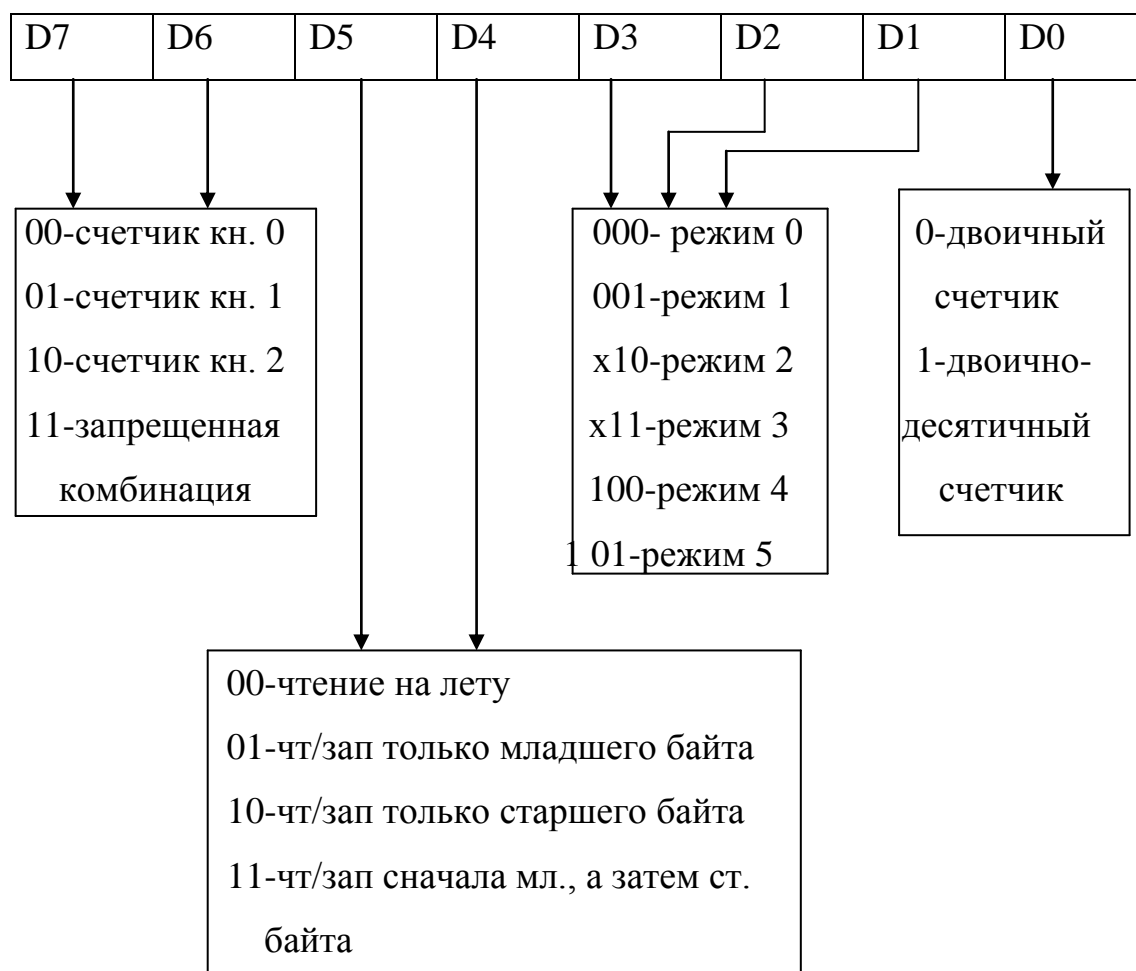 D7 D6 D5 D4 D3 D2 D1 D0
00-счетчик кн. 0
01-счетчик кн. 1
10-счетчик кн. 2
11-запрещенная
комбинация
000- режим 0
001-режим 1
x10-режим 2
x11-режим 3
100-режим 4
1 01-режим 5
0-двоичный
счетчик
1-двоично-
десятичный
счетчик
00-чтение на лету
01-чт/зап только младшего байта
10-чт/зап только старшего байта
11-чт/зап сначала мл., а затем ст.
байта